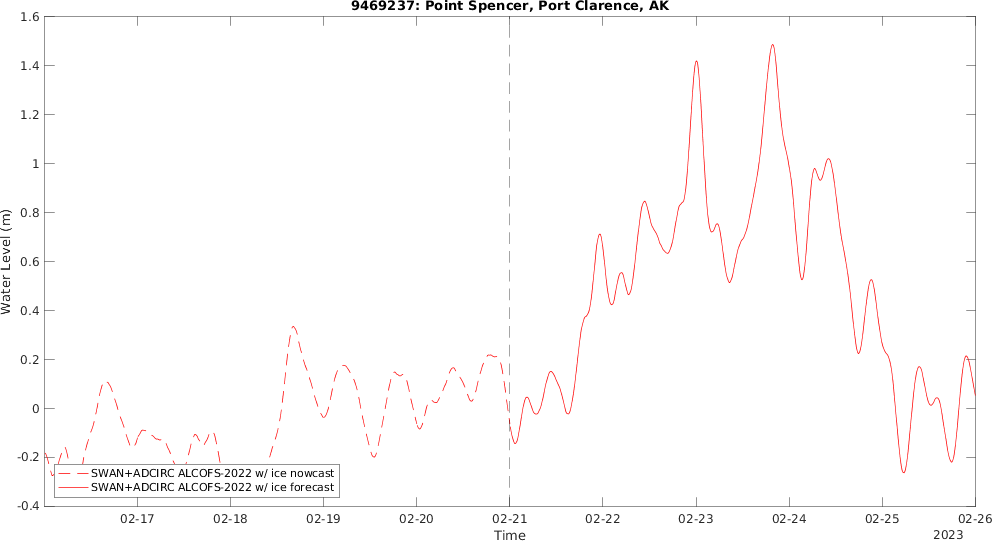 9469237: Point Spencer, Port Clarence, AK
1.6
1.4
1.2
1
0.8
0.6
0.4
0.2
0
-0.2
-0.4
Water Level (m)
SWAN+ADCIRC ALCOFS-2022 w/ ice nowcast
SWAN+ADCIRC ALCOFS-2022 w/ ice forecast
02-17 02-18 02-19 02-20 02-21 02-22 02-23 02-24 02-25 02-26
Time
2023